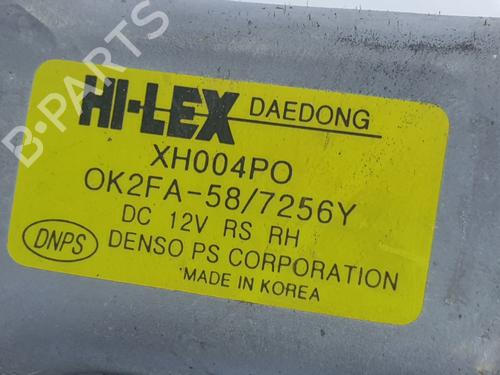 B-PARTS
HI-LEX DAEDONG
XH004PO
OK2FA-58/7256Y
DC 12V RS RH
DNPS DENSO PS CORPORATION
MADE IN KOREA